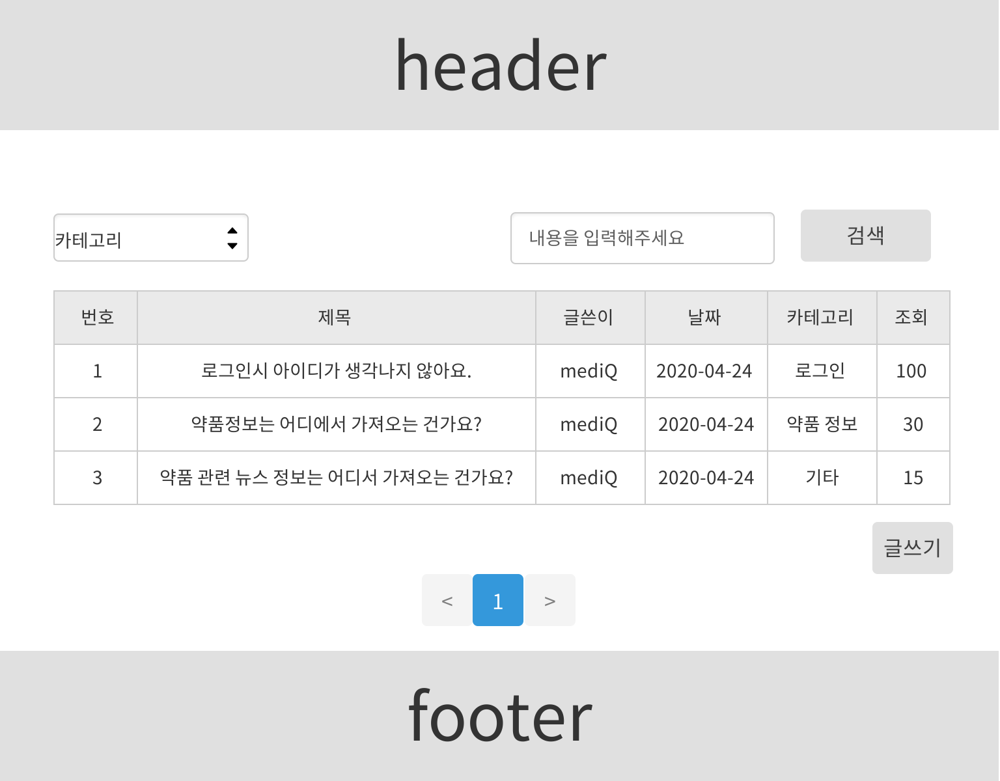 header
카테고리
내용을 입력해주세요
검색
번호 제목 글쓴이 날짜 카테고리 조회
1 로그인시 아이디가 생각나지 않아요. mediQ 2020-04-24 로그인 100
2 약품정보는 어디에서 가져오는 건가요? mediQ 2020-04-24 약품 정보 30
3 약품 관련 뉴스 정보는 어디서 가져오는 건가요? mediQ 2020-04-24 기타 15
글쓰기
< 1 >
footer